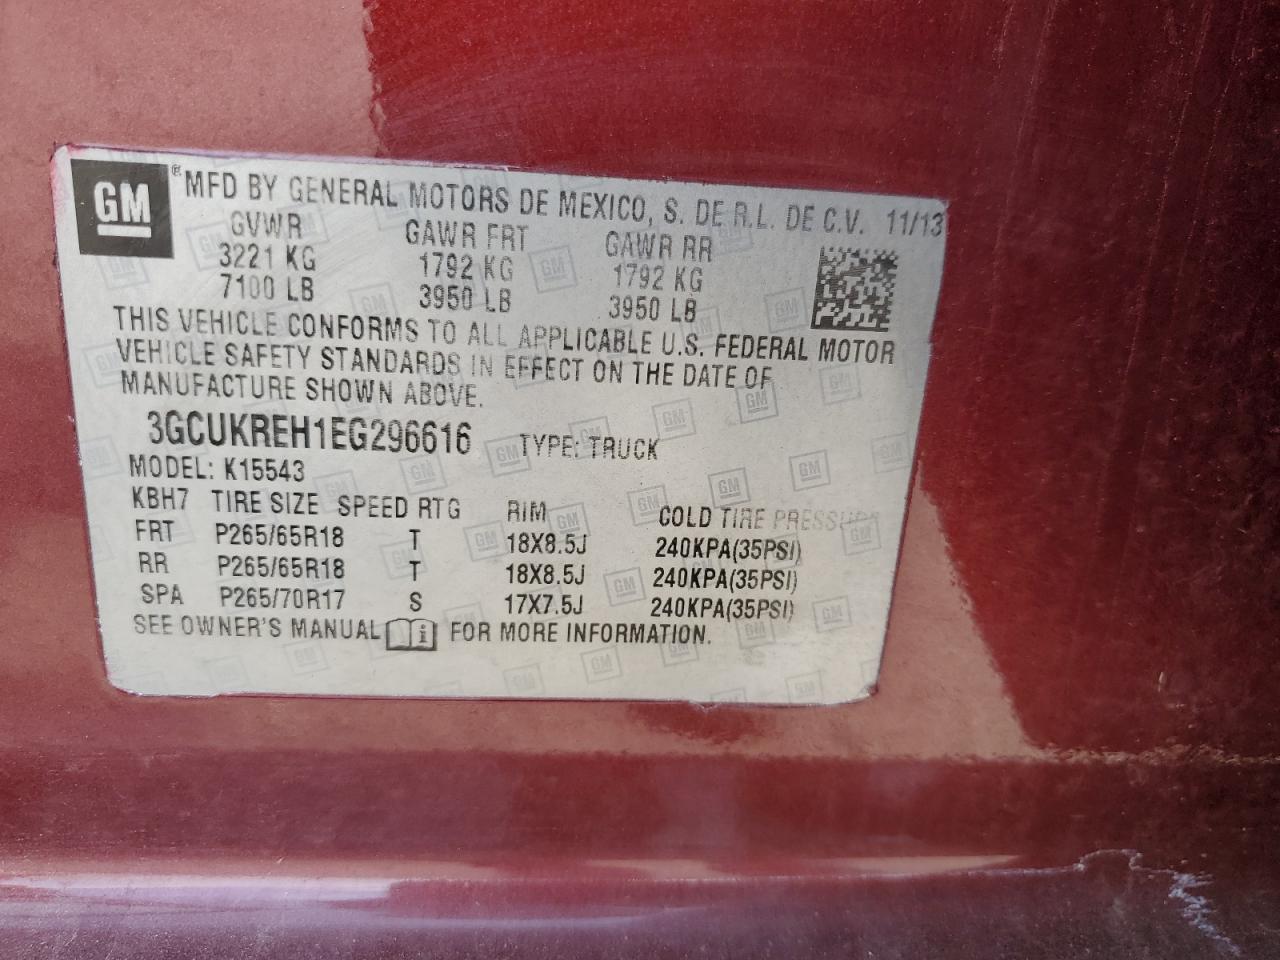 GM ® MFD BY GENERAL MOTORS DE MEXICO, S. DE R.L. DE C.V. 11/13
GVWR GAWR FRT GAWR RR
3221 KG 1792 KG 1792 KG
7100 LB 3950 LB 3950 LB
THIS VEHICLE CONFORMS TO ALL APPLICABLE U.S. FEDERAL MOTOR
VEHICLE SAFETY STANDARDS IN EFFECT ON THE DATE OF
MANUFACTURE SHOWN ABOVE.
3GCUKREH1EG296616 TYPE: TRUCK
MODEL: K15543
KBH7 TIRE SIZE SPEED RTG RIM COLD TIRE PRESSURE
FRT P265/65R18 T 18X8.5J 240KPA(35PSI)
RR P265/65R18 T 18X8.5J 240KPA(35PSI)
SPA P265/70R17 S 17X7.5J 240KPA(35PSI)
SEE OWNER'S MANUAL FOR MORE INFORMATION.